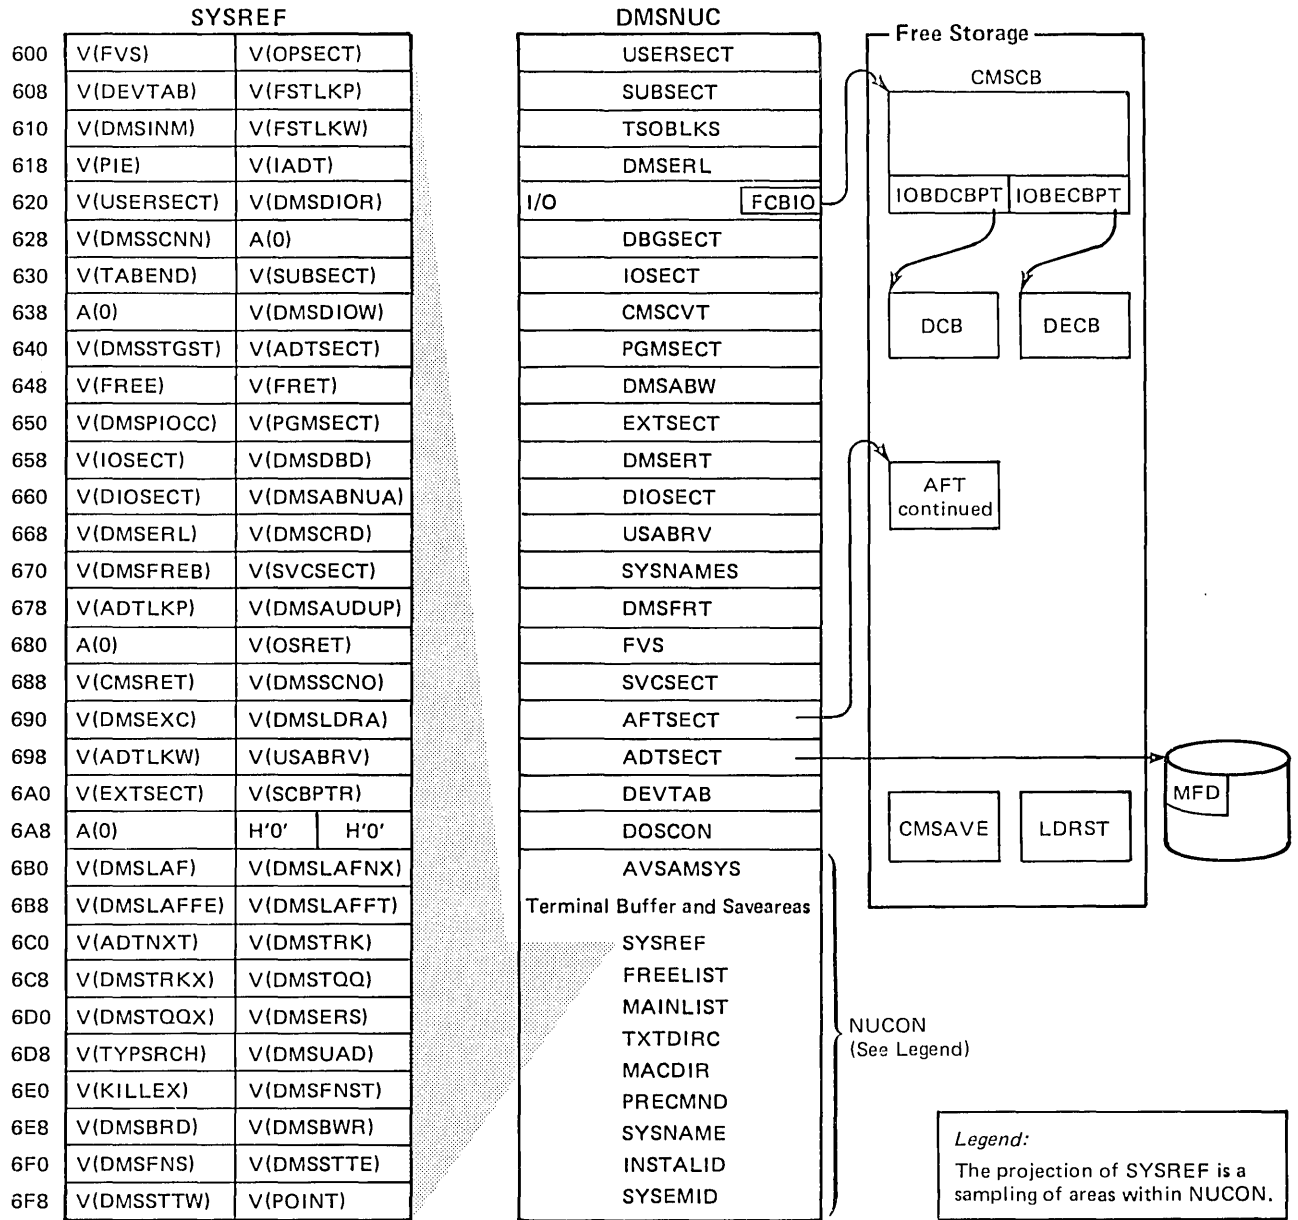 SYSREF
600 V(FVS) V(OPSECT)
608 V(DEVTAB) V(FSTLKP)
610 V(DMSINM) V(FSTLKW)
618 V(PIE) V(IADT)
620 V(USERSECT) V(DMSDIOR)
628 V(DMSSCNN) A(0)
630 V(TABEND) V(SUBSECT)
638 A(0) V(DMSDIOW)
640 V(DMSSTGST) V(ADTSECT)
648 V(FREE) V(FRET)
650 V(DMSPIOCC) V(PGMSECT)
658 V(IOSECT) V(DMSDBD)
660 V(DIOSECT) V(DMSABNUA)
668 V(DMSERL) V(DMSCRD)
670 V(DMSFREB) V(SVCSECT)
678 V(ADTLKP) V(DMSAUDUP)
680 A(0) V(OSRET)
688 V(CMSRET) V(DMSSCNO)
690 V(DMSEXC) V(DMSLDRA)
698 V(ADTLKW) V(USABRV)
6A0 V(EXTSECT) V(SCBPTR)
6A8 A(0) H'0' H'0'
6B0 V(DMSLAF) V(DMSLAFNX)
6B8 V(DMSLAFFE) V(DMSLAFFT)
6C0 V(ADTNXT) V(DMSTRK)
6C8 V(DMSTRKX) V(DMSTQQ)
6D0 V(DMSTQQX) V(DMSERS)
6D8 V(TYPSRCH) V(DMSUAD)
6E0 V(KILLEX) V(DMSFNST)
6E8 V(DMSBRD) V(DMSBWR)
6F0 V(DMSFNS) V(DMSSTTE)
6F8 V(DMSSTTW) V(POINT)
DMSNUC
USERSECT
SUBSECT
TSOBLKS
DMSERL
I/O FCBIO
DBGSECT
IOSECT
CMSCVT
PGMSECT
DMSABW
EXTSECT
DMSERT
DIOSECT
USABRV
SYSNAMES
DMSFRT
FVS
SVCSECT
AFTSECT
ADTSECT
DEVTAB
DOSCON
AVSAMSYS
Terminal Buffer and Saveareas
SYSREF
FREELIST
MAINLIST
TXTDIRC
MACDIR
PRECMND
SYSNAME
INSTALID
SYSEMID
NUCON
(See Legend)
Free Storage
CMSCB
IOBDCBPT IOBECBPT
DCB DECB
AFT
continued
CMSAVE LDRST
MFD
Legend:
The projection of SYSREF is a
sampling of areas within NUCON.